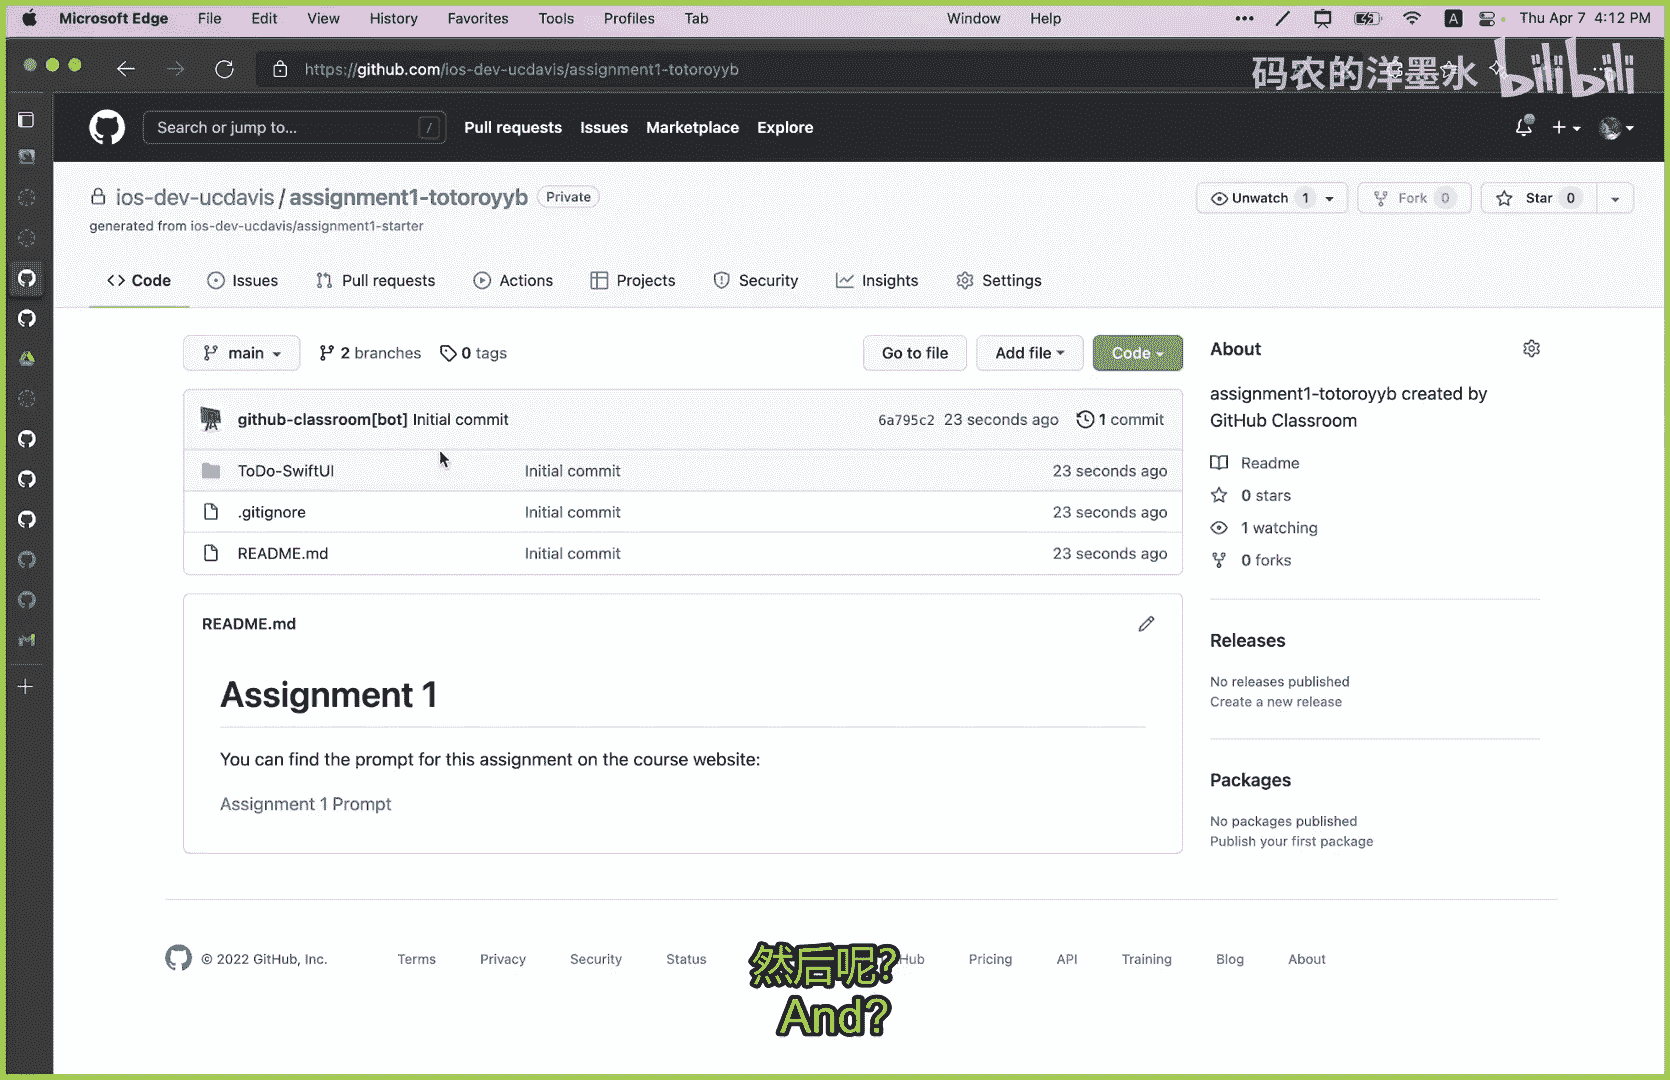 Microsoft Edge File Edit View History Favorites Tools Profiles Tab Window Help A Thu Apr 7 4:12 PM
https://github.com/ios-dev-ucdavis/assignment1-totoroyyb
码农的洋墨水 bilibili
Search or jump to... / Pull requests Issues Marketplace Explore
ios-dev-ucdavis / assignment1-totoroyyb Private Unwatch 1 Fork 0 Star 0
generated from ios-dev-ucdavis/assignment1-starter
Code Issues Pull requests Actions Projects Security Insights Settings
main 2 branches 0 tags Go to file Add file Code
github-classroom[bot] Initial commit 6a795c2 23 seconds ago 1 commit
ToDo-SwiftUI Initial commit 23 seconds ago
.gitignore Initial commit 23 seconds ago
README.md Initial commit 23 seconds ago
README.md
Assignment 1
You can find the prompt for this assignment on the course website:
Assignment 1 Prompt
About
assignment1-totoroyyb created by
GitHub Classroom
Readme
0 stars
1 watching
0 forks
Releases
No releases published
Create a new release
Packages
No packages published
Publish your first package
© 2022 GitHub, Inc. Terms Privacy Security Status Hub Pricing API Training Blog About
然后呢?
And?